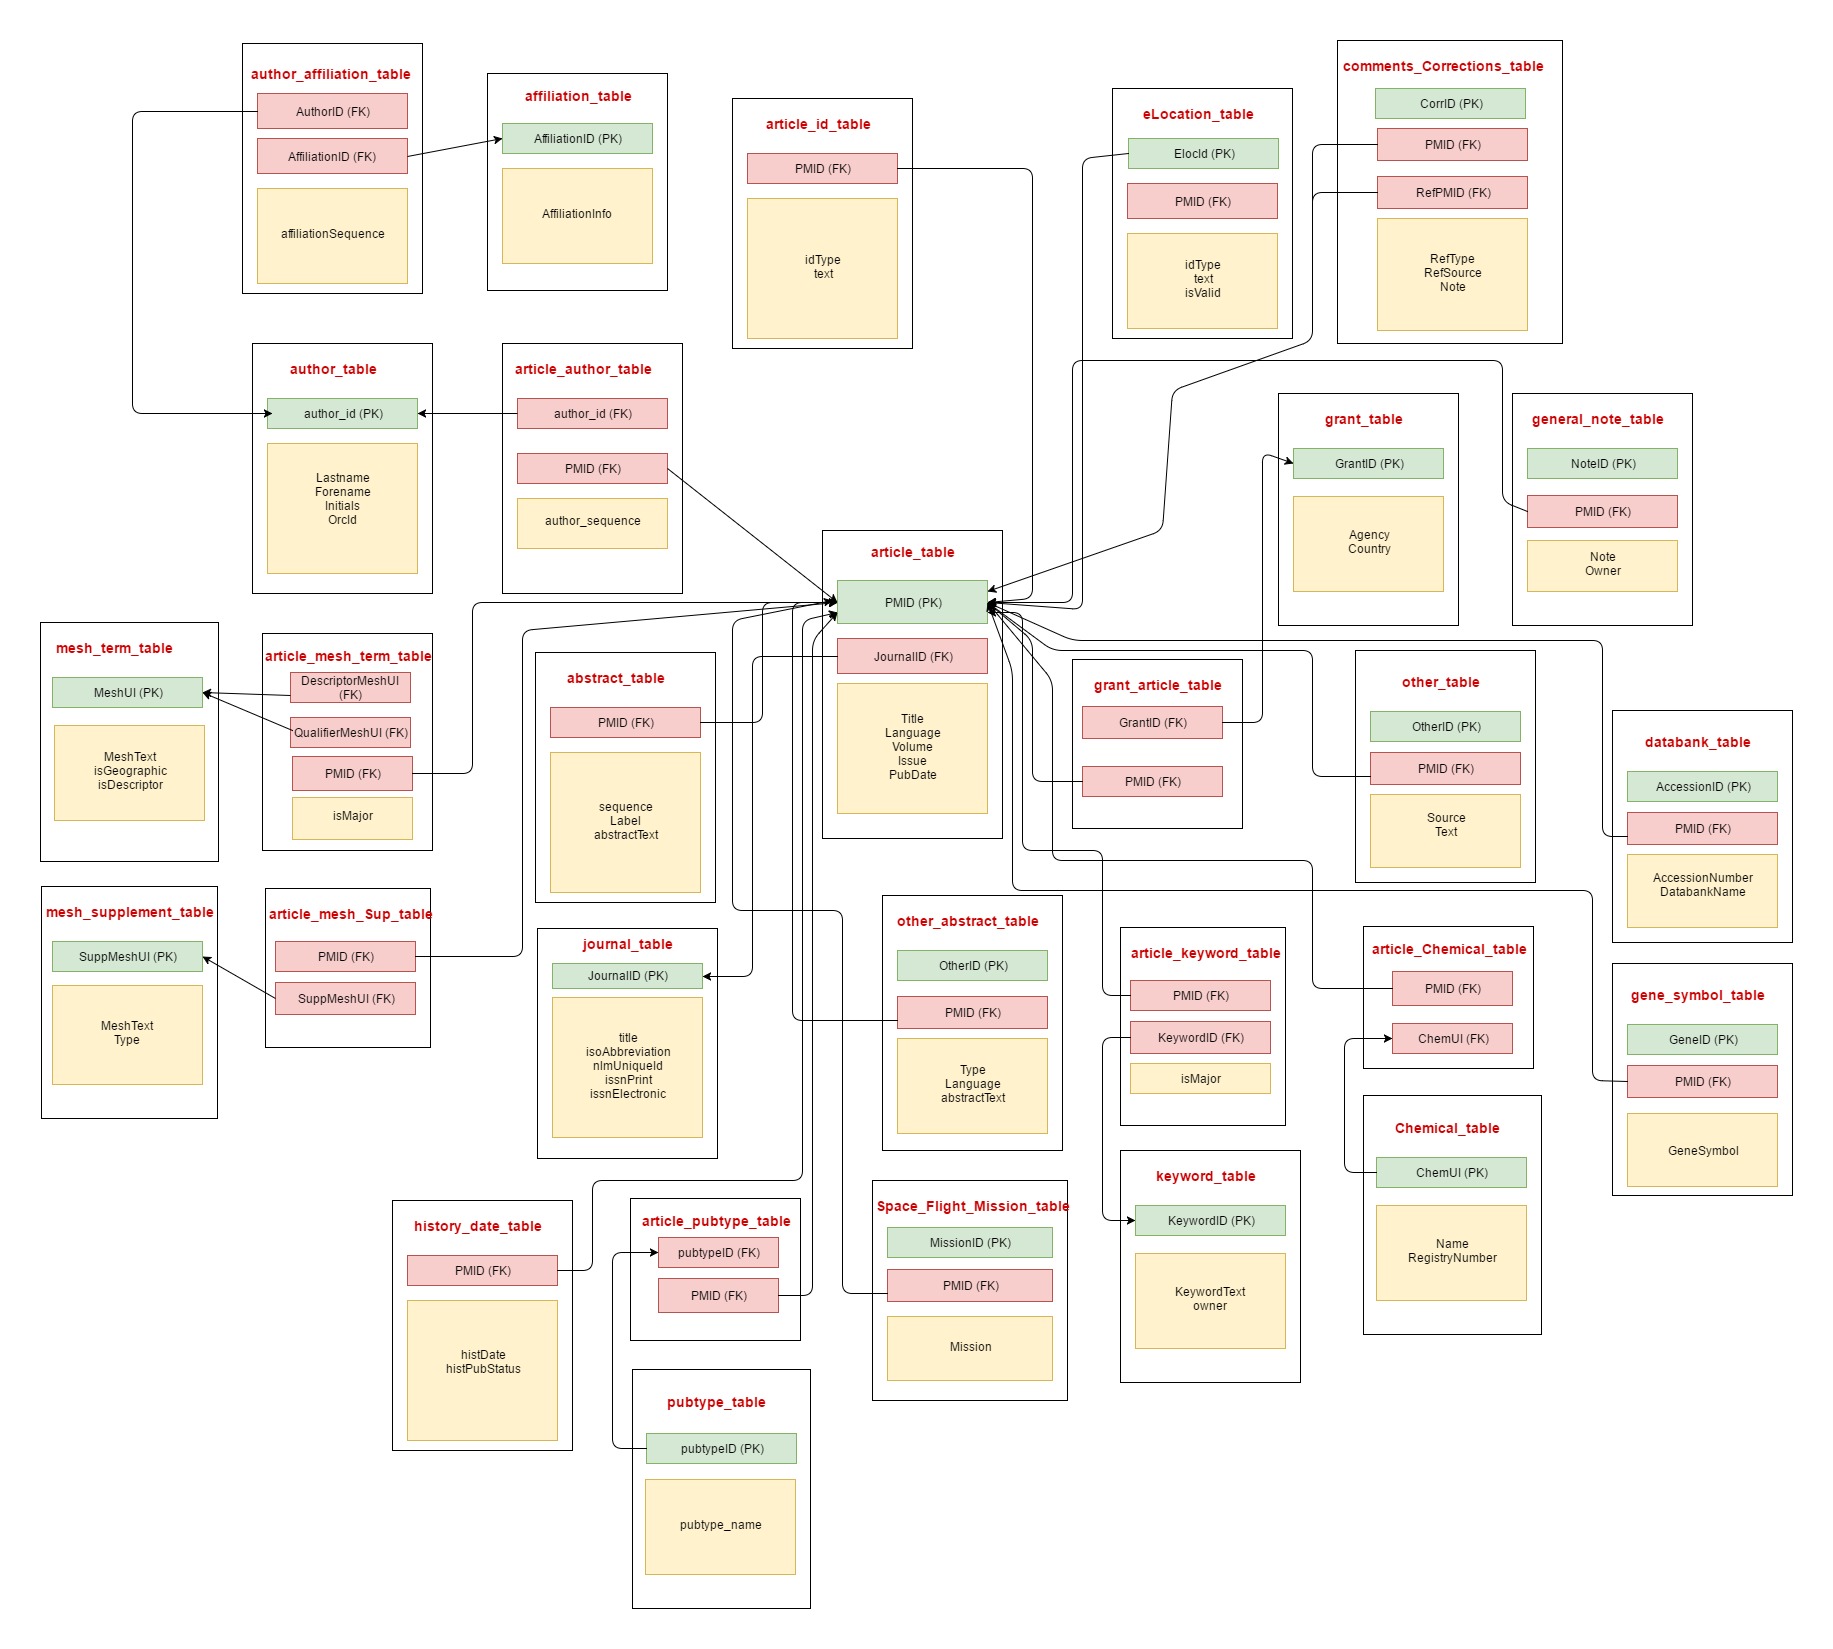 author_affiliation_table
AuthorID (FK)
AffiliationID (FK)
affiliationSequence
affiliation_table
AffiliationID (PK)
AffiliationInfo
article_id_table
PMID (FK)
idType
text
eLocation_table
ElocId (PK)
PMID (FK)
idType
text
isValid
comments_Corrections_table
CorrID (PK)
PMID (FK)
RefPMID (FK)
RefType
RefSource
Note
author_table
author_id (PK)
Lastname
Forename
Initials
OrcId
article_author_table
author_id (FK)
PMID (FK)
author_sequence
grant_table
GrantID (PK)
Agency
Country
general_note_table
NoteID (PK)
PMID (FK)
Note
Owner
article_table
PMID (PK)
JournalID (FK)
Title
Language
Volume
Issue
PubDate
mesh_term_table
MeshUI (PK)
MeshText
isGeographic
isDescriptor
article_mesh_term_table
DescriptorMeshUI
(FK)
QualifierMeshUI (FK)
PMID (FK)
isMajor
abstract_table
PMID (FK)
sequence
Label
abstractText
grant_article_table
GrantID (FK)
PMID (FK)
other_table
OtherID (PK)
PMID (FK)
Source
Text
databank_table
AccessionID (PK)
PMID (FK)
AccessionNumber
DatabankName
mesh_supplement_table
SuppMeshUI (PK)
MeshText
Type
article_mesh_Sup_table
PMID (FK)
SuppMeshUI (FK)
journal_table
JournalID (PK)
title
isoAbbreviation
nlmUniqueId
issnPrint
issnElectronic
other_abstract_table
OtherID (PK)
PMID (FK)
Type
Language
abstractText
article_keyword_table
PMID (FK)
KeywordID (FK)
isMajor
article_Chemical_table
PMID (FK)
ChemUI (FK)
gene_symbol_table
GeneID (PK)
PMID (FK)
GeneSymbol
Chemical_table
ChemUI (PK)
Name
RegistryNumber
keyword_table
KeywordID (PK)
KeywordText
owner
Space_Flight_Mission_table
MissionID (PK)
PMID (FK)
Mission
history_date_table
PMID (FK)
histDate
histPubStatus
article_pubtype_table
pubtypeID (FK)
PMID (FK)
pubtype_table
pubtypeID (PK)
pubtype_name